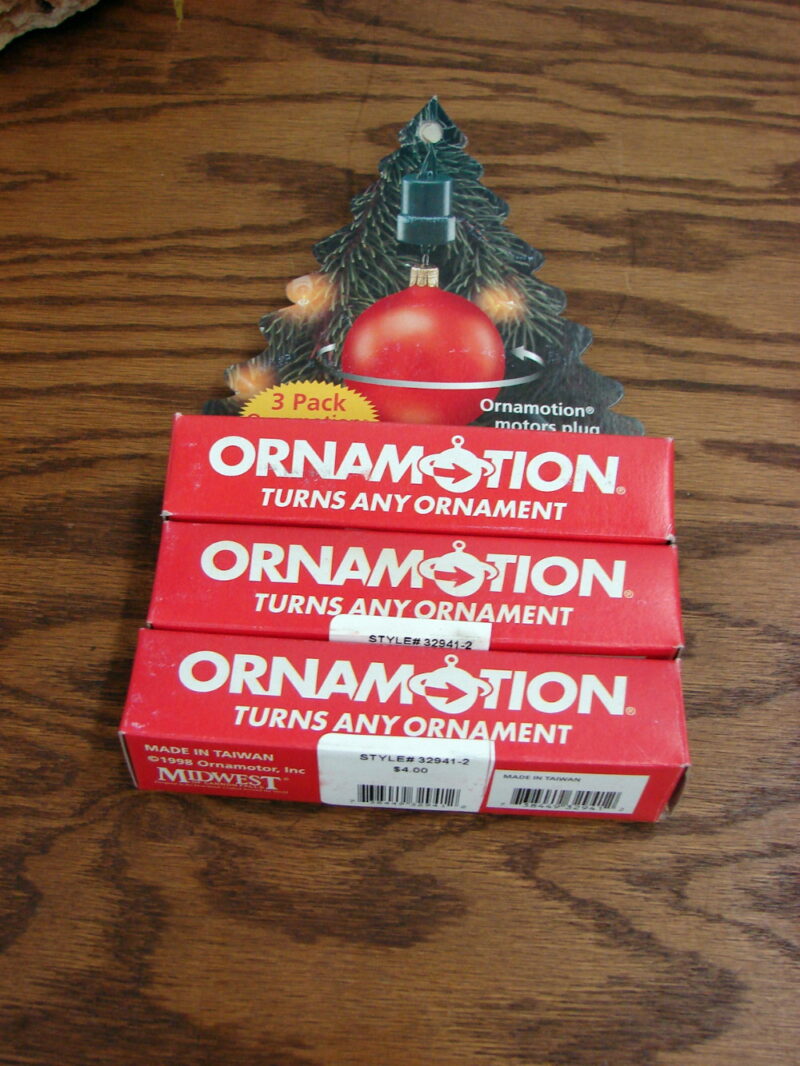 3 Pack
Ornamotion®
motors plug
ORNAMOTION®
TURNS ANY ORNAMENT
ORNAMOTION®
TURNS ANY ORNAMENT
STYLE# 32941-2
ORNAMOTION®
TURNS ANY ORNAMENT
MADE IN TAIWAN
©1998 Ornamotor, Inc
MIDWEST®
STYLE# 32941-2
$4.00
MADE IN TAIWAN